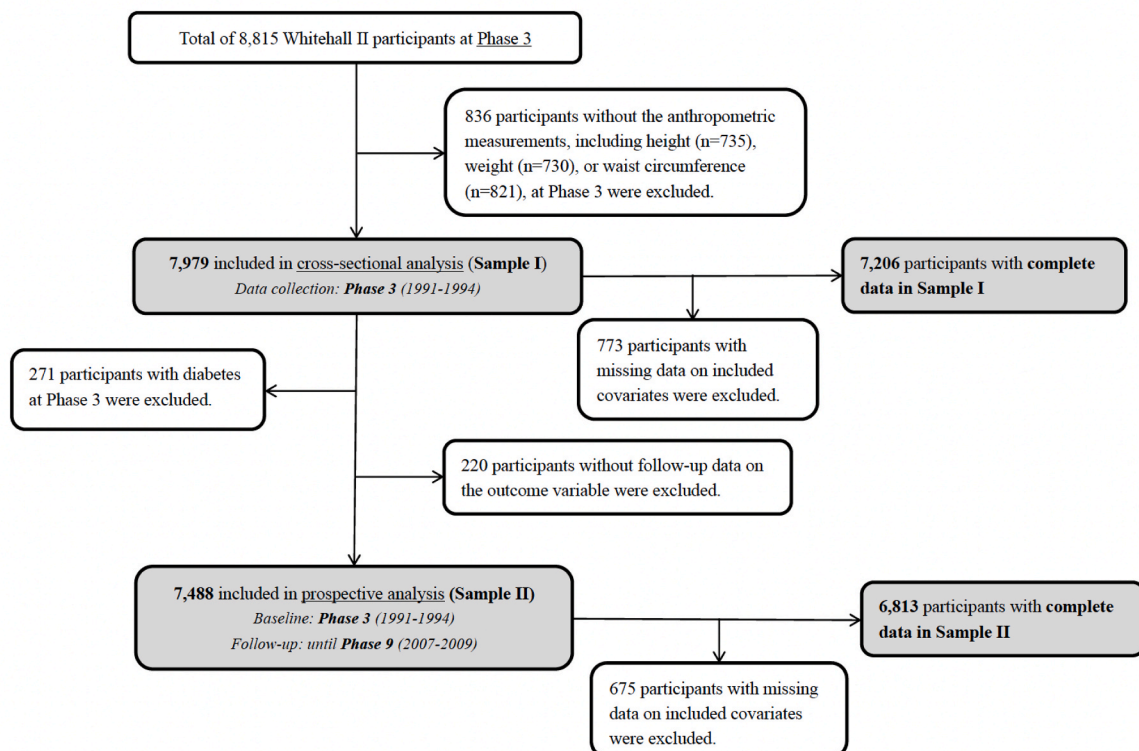 Total of 8,815 Whitehall II participants at Phase 3
836 participants without the anthropometric
measurements, including height (n=735),
weight (n=730), or waist circumference
(n=821), at Phase 3 were excluded.
7,979 included in cross-sectional analysis (Sample I)
Data collection: Phase 3 (1991-1994)
7,206 participants with complete
data in Sample I
773 participants with
missing data on included
covariates were excluded.
271 participants with diabetes
at Phase 3 were excluded.
220 participants without follow-up data on
the outcome variable were excluded.
7,488 included in prospective analysis (Sample II)
Baseline: Phase 3 (1991-1994)
Follow-up: until Phase 9 (2007-2009)
6,813 participants with complete
data in Sample II
675 participants with missing
data on included covariates
were excluded.